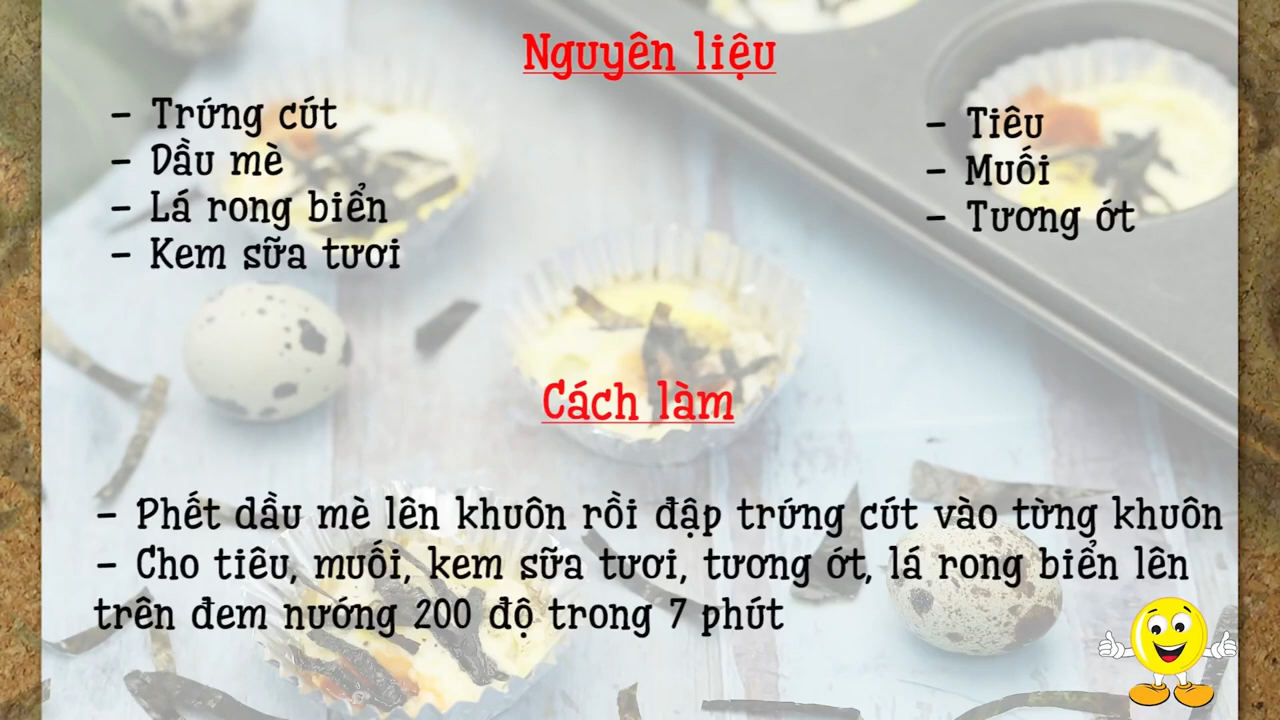 Nguyên liệu
- Trứng cút
- Dầu mè
- Lá rong biển
- Kem sữa tươi
- Tiêu
- Muối
- Tương ớt
Cách làm
- Phết dầu mè lên khuôn rồi đập trứng cút vào từng khuôn
- Cho tiêu, muối, kem sữa tươi, tương ớt, lá rong biển lên
trên đem nướng 200 độ trong 7 phút